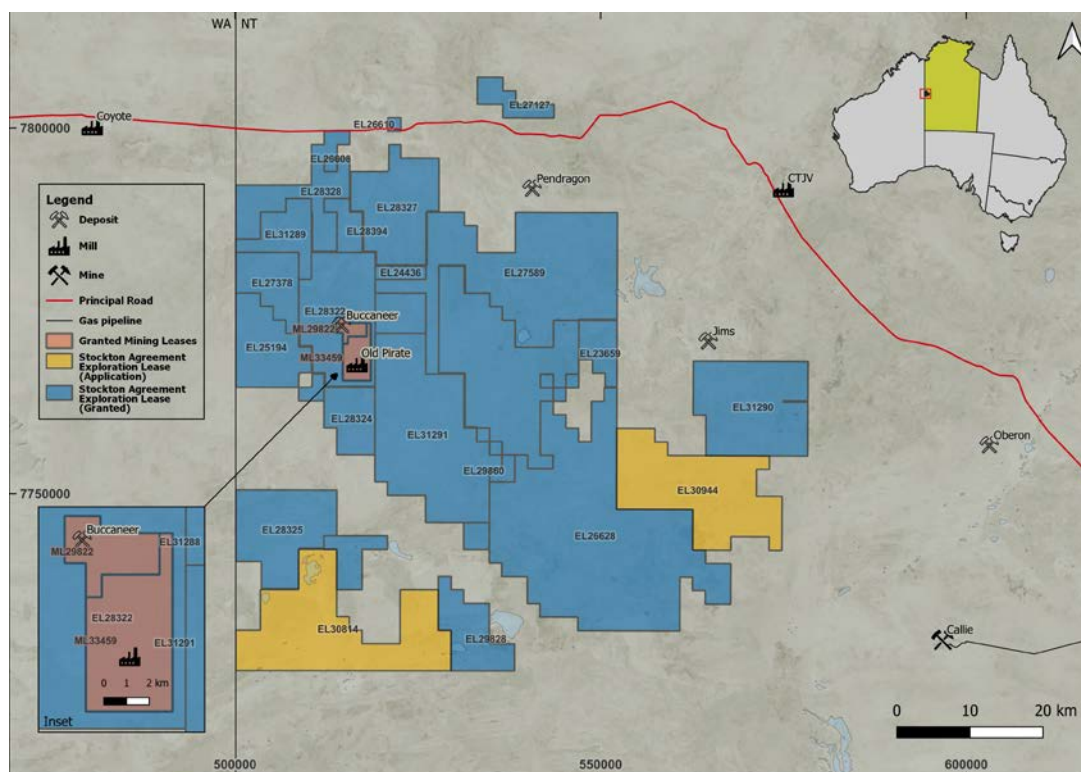 WA NT
EL27127
7800000
Coyote
EL26610
EL29608
Pendragon
CTJV
EL28328
EL28327
EL31289
EL28394
EL27589
EL24436
EL27378
EL28322
Buccaneer
ML29822
EL25194
ML33459
Old Pirate
EL23659
Jims
EL28324
EL31291
EL31290
Oberon
EL29860
EL30944
7750000
EL28325
EL26628
EL30814
EL29828
Callie
Legend
Deposit
Mill
Mine
Principal Road
Gas pipeline
Granted Mining Leases
Stockton Agreement
Exploration Lease
(Application)
Stockton Agreement
Exploration Lease
(Granted)
Buccaneer
ML29822
EL31288
EL28322
ML33459
EL31291
0 1 2 km
Inset
0 10 20 km
500000
550000
600000